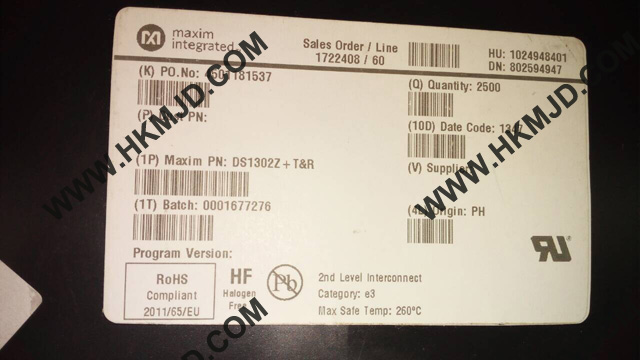 maxim
integrated
Sales Order / Line
1722408 / 60
HU: 1024948401
DN: 802594947
(K) PO.No: 4501181537
(Q) Quantity: 2500
PN:
(10D) Date Code:
(1P) Maxim PN: DS1302Z+T&R
(V)
(1T) Batch: 0001677276
Origin: PH
Program Version:
RoHS
Compliant
2011/65/EU
HF
Halogen
Free
Pb
2nd Level Interconnect
Category: e3
Max Safe Temp: 260°C
WWW.HKMJD.COM
WWW.HKMJD.COM
WWW.HKMJD.COM